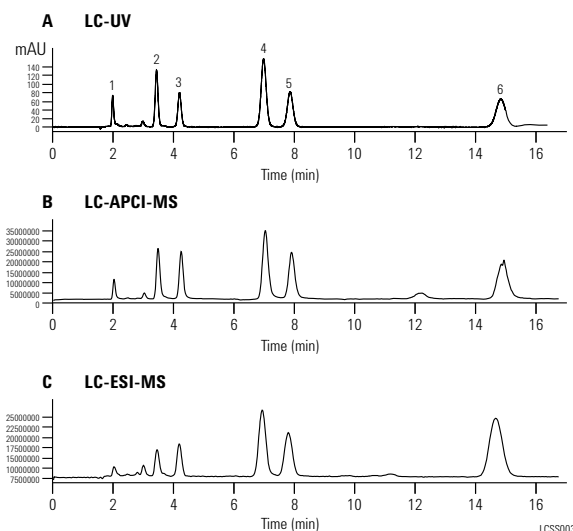 A LC-UV
mAU
140
120
100
80
60
40
20
0
1
2
3
4
5
6
0 2 4 6 8 10 12 14 16
Time (min)
B LC-APCI-MS
35000000
30000000
25000000
20000000
15000000
10000000
5000000
0
0 2 4 6 8 10 12 14 16
Time (min)
C LC-ESI-MS
25000000
22500000
20000000
17500000
15000000
12500000
10000000
7500000
0 2 4 6 8 10 12 14 16
Time (min)
LCSS003